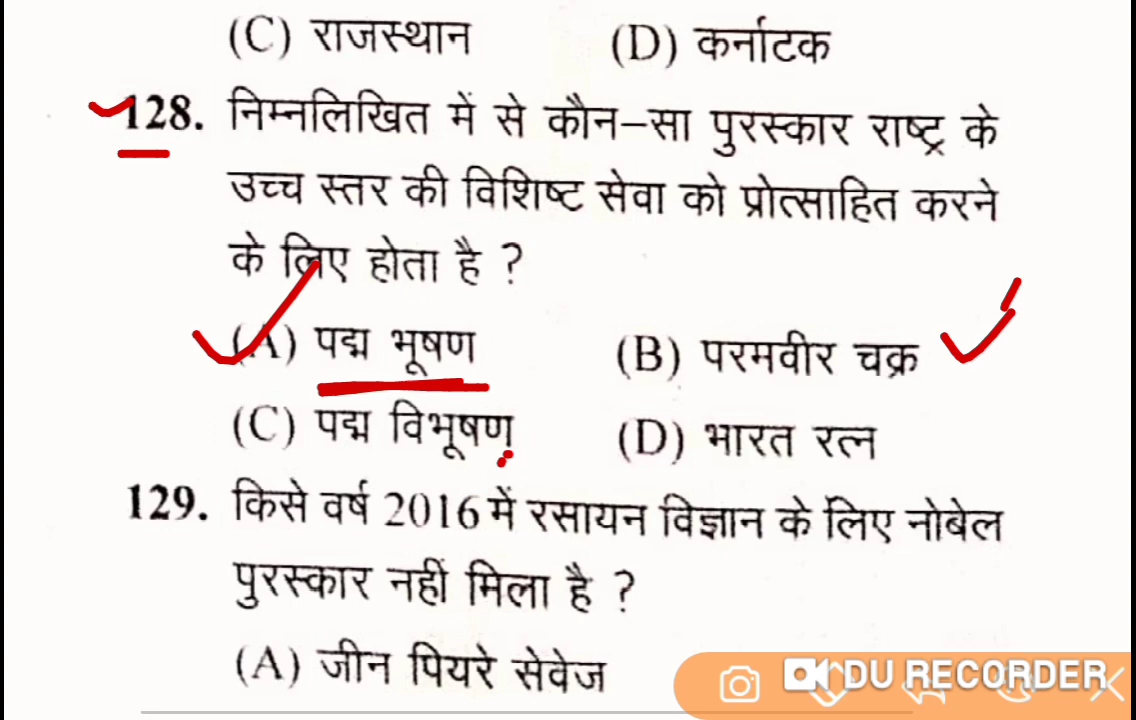 (C) राजस्थान (D) कर्नाटक
128. निम्नलिखित में से कौन-सा पुरस्कार राष्ट्र के
उच्च स्तर की विशिष्ट सेवा को प्रोत्साहित करने
के लिए होता है ?
(A) पद्म भूषण (B) परमवीर चक्र
(C) पद्म विभूषण (D) भारत रत्न
129. किसे वर्ष 2016 में रसायन विज्ञान के लिए नोबेल
पुरस्कार नहीं मिला है ?
(A) जीन पियरे सेवेज
DU RECORDER